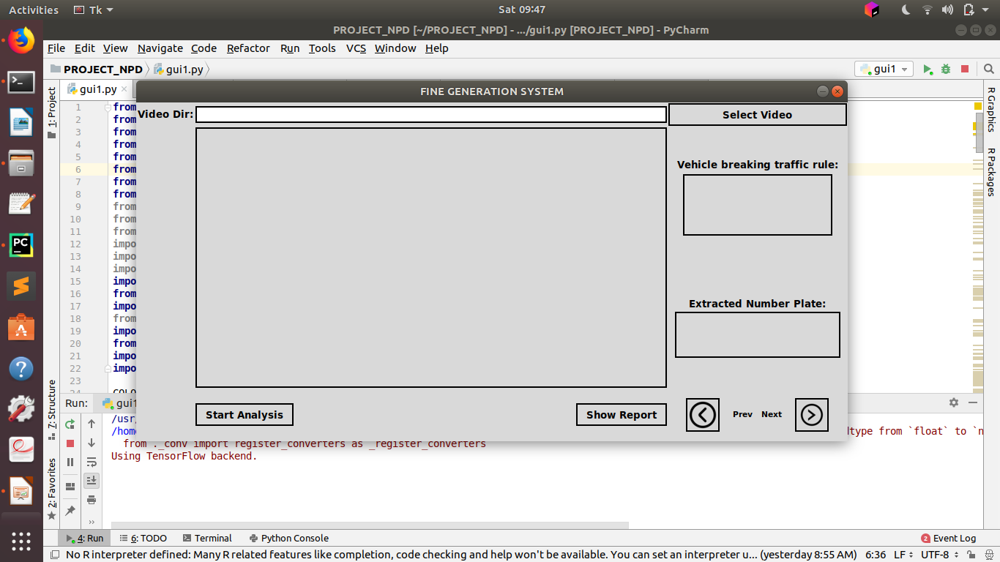 Activities Tk Sat 09:47
PROJECT_NPD [~/PROJECT_NPD] - .../gui1.py [PROJECT_NPD] - PyCharm
File Edit View Navigate Code Refactor Run Tools VCS Window Help
PROJECT_NPD gui1.py gui1
gui1.py
FINE GENERATION SYSTEM
Video Dir: Select Video
Vehicle breaking traffic rule:
Extracted Number Plate:
Start Analysis Show Report Prev Next
1: Project
7: Structure
2: Favorites
R Graphics
R Packages
1 from
2 from
3 from
4 from
5 from
6 from
7 from
8 from
9 from
10 from
11 from
12 impo
13 impo
14 impo
15 impo
16 from
17 impo
18 from
19 impo
20 from
21 impo
22 impo
23
Run: gui1
/usr/
/home dtype from `float` to `n
from ._conv import register_converters as _register_converters
Using TensorFlow backend.
4: Run 6: TODO Terminal Python Console 2 Event Log
No R interpreter defined: Many R related features like completion, code checking and help won't be available. You can set an interpreter u... (yesterday 8:55 AM) 6:36 LF UTF-8